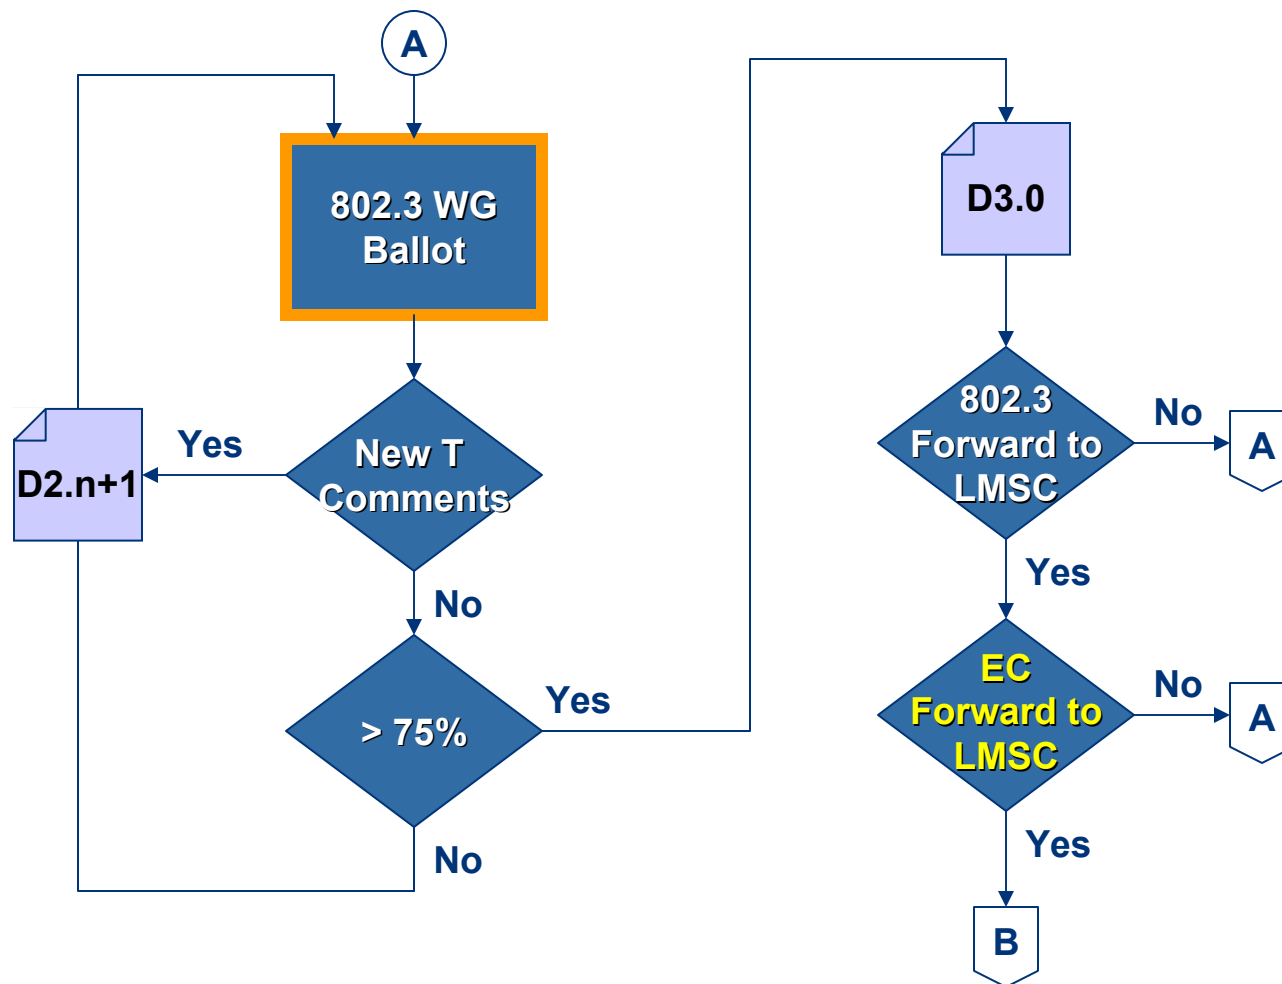 A
802.3 WG
Ballot
New T
Comments
Yes
D2.n+1
No
> 75%
Yes
No
D3.0
802.3
Forward to
LMSC
No
A
Yes
EC
Forward to
LMSC
No
A
Yes
B